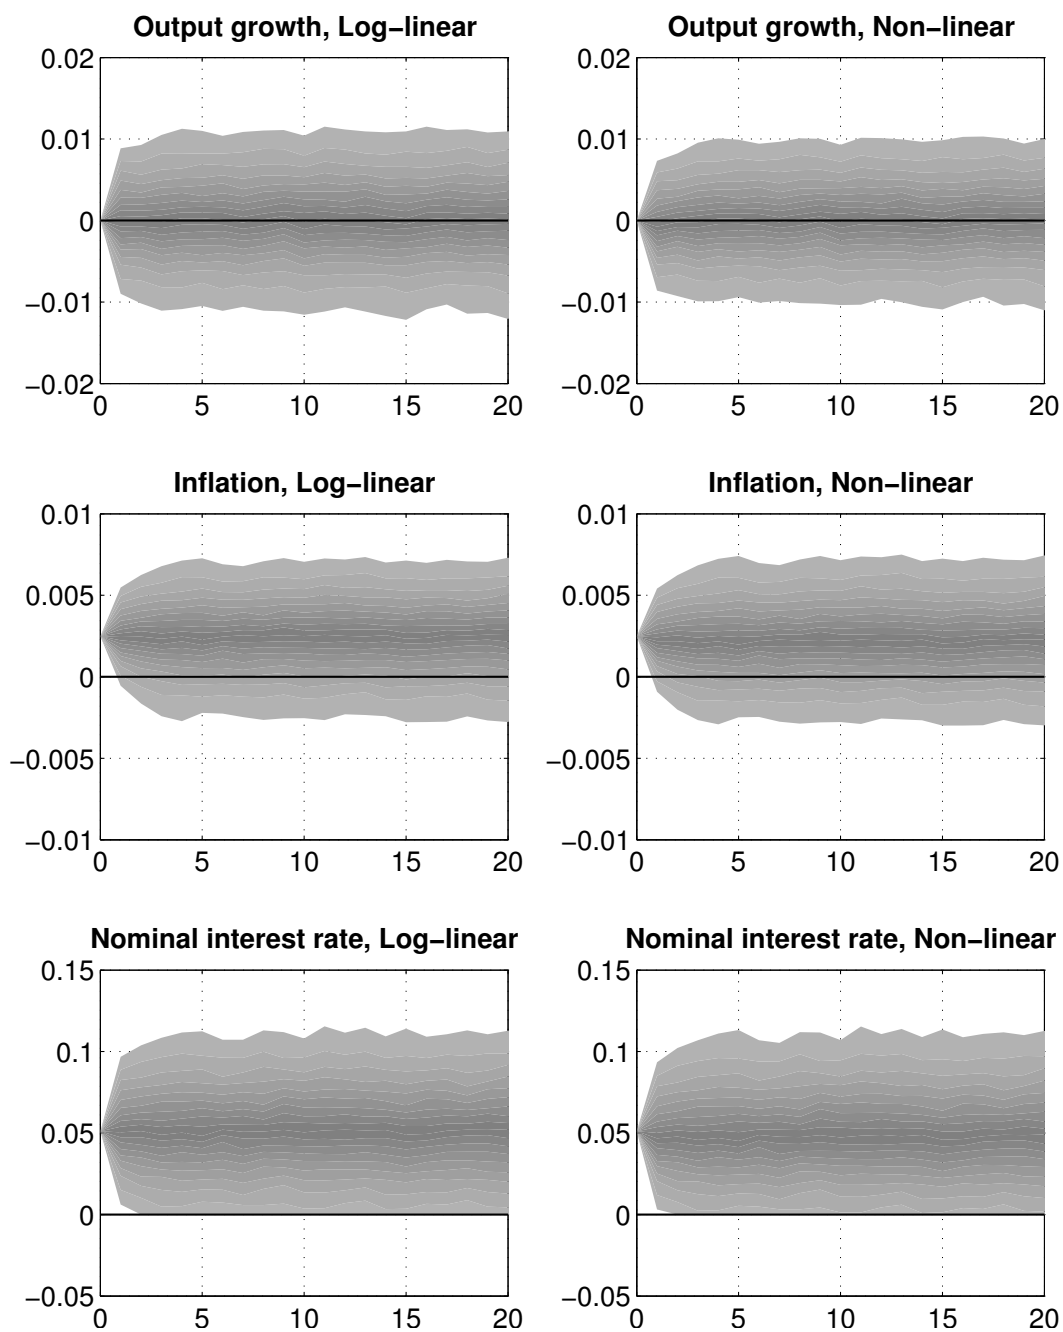 Output growth, Log−linear
Output growth, Non−linear
0.02
0.01
0
−0.01
−0.02
0 5 10 15 20
0.02
0.01
0
−0.01
−0.02
0 5 10 15 20
Inflation, Log−linear
Inflation, Non−linear
0.01
0.005
0
−0.005
−0.01
0 5 10 15 20
0.01
0.005
0
−0.005
−0.01
0 5 10 15 20
Nominal interest rate, Log−linear
Nominal interest rate, Non−linear
0.15
0.1
0.05
0
−0.05
0 5 10 15 20
0.15
0.1
0.05
0
−0.05
0 5 10 15 20